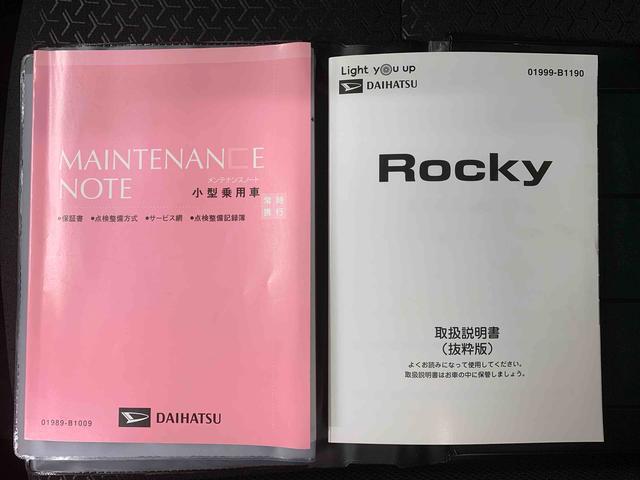 MAINTENANCE
NOTE
メンテナンスノート
小型乗用車
常時
携行
●保証書 ●点検整備方式 ●サービス網 ●点検整備記録簿
01989-B1009
DAIHATSU
Light you up
DAIHATSU
01999-B1190
Rocky
取扱説明書
（抜粋版）
よくお読みになって使用してください。
取扱説明書はお車の中に保管しましょう。